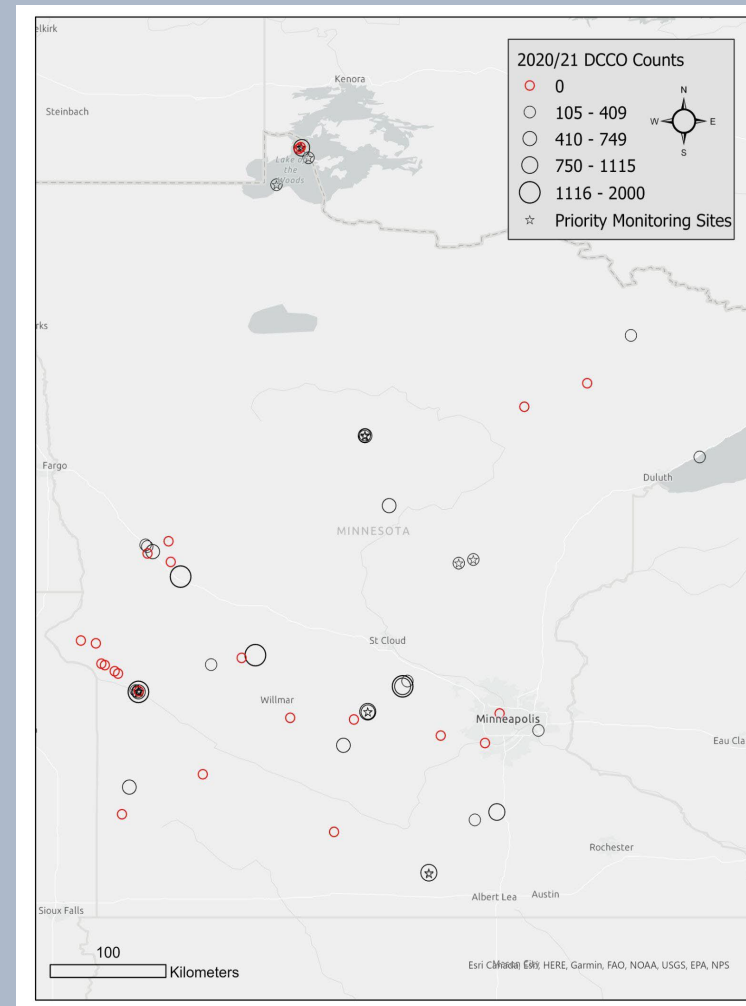 elkirk
Kenora
Steinbach
2020/21 DCCO Counts
0
105 - 409
410 - 749
750 - 1115
1116 - 2000
Priority Monitoring Sites
N
W
E
S
Lake
the
Woods
rks
Fargo
Duluth
MINNESOTA
St Cloud
Willmar
Minneapolis
Eau Cla
Rochester
Albert Lea
Austin
Sioux Falls
100
Kilometers
Esri Canada, Esri, HERE, Garmin, FAO, NOAA, USGS, EPA, NPS